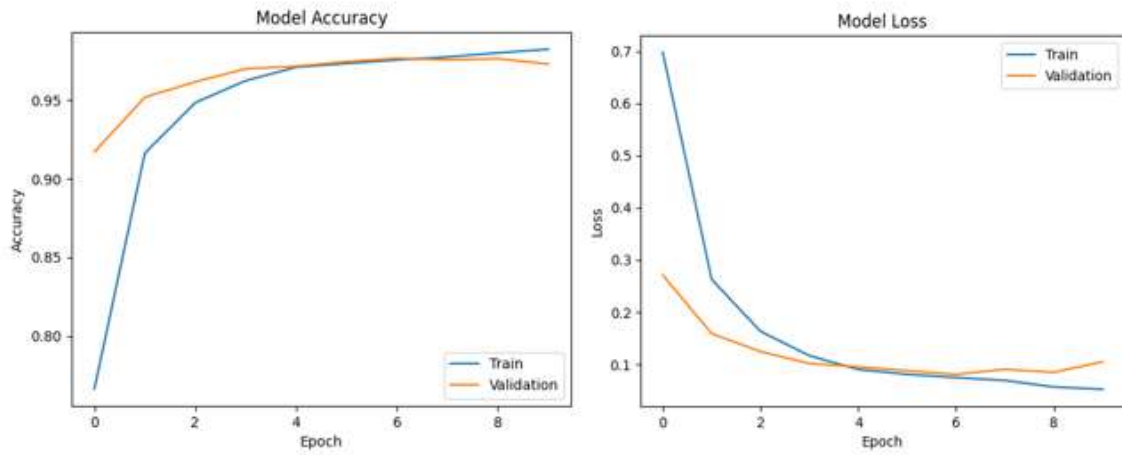 Model Accuracy
Accuracy
0.95
0.90
0.85
0.80
0 2 4 6 8
Epoch
Train
Validation
Model Loss
Loss
0.7
0.6
0.5
0.4
0.3
0.2
0.1
0 2 4 6 8
Epoch
Train
Validation